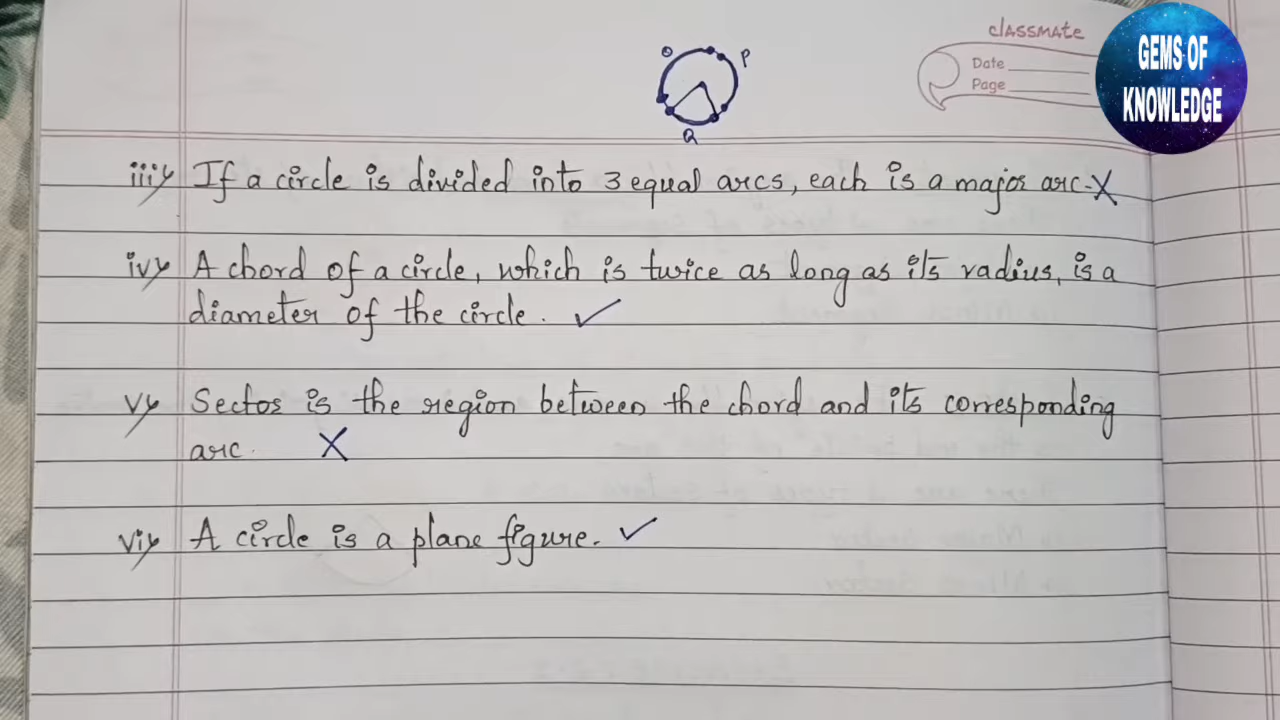 classmate
Date
Page
GEMS OF
KNOWLEDGE
P
Q
iii) If a circle is divided into 3 equal arcs, each is a major arc. X
iv) A chord of a circle, which is twice as long as its radius, is a
diameter of the circle. ✓
v) Sector is the region between the chord and its corresponding
arc. X
vi) A circle is a plane figure. ✓